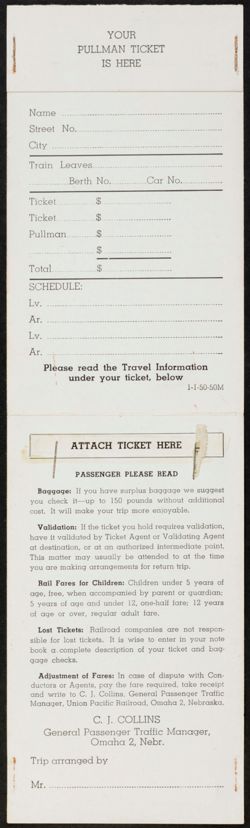 YOUR
PULLMAN TICKET
IS HERE
Name
Street No.
City
Train Leaves
Berth No. Car No.
Ticket $
Ticket $
Pullman $
$
Total $
SCHEDULE:
Lv.
Ar.
Lv.
Ar.
Please read the Travel Information
under your ticket, below
1-1-50-50M
ATTACH TICKET HERE
PASSENGER PLEASE READ
Baggage: If you have surplus baggage we suggest
you check it—up to 150 pounds without additional
cost. It will make your trip more enjoyable.
Validation: If the ticket you hold requires validation,
have it validated by Ticket Agent or Validating Agent
at destination, or at an authorized intermediate point.
This matter may usually be attended to at the time
you are making arrangements for return trip.
Rail Fares for Children: Children under 5 years of
age, free, when accompanied by parent or guardian;
5 years of age and under 12, one-half fare; 12 years
of age or over, regular adult fare.
Lost Tickets: Railroad companies are not respon-
sible for lost tickets. It is wise to enter in your note
book a complete description of your ticket and bag-
gage checks.
Adjustment of Fares: In case of dispute with Con-
ductors or Agents, pay the fare required, take receipt
and write to C. J. Collins, General Passenger Traffic
Manager, Union Pacific Railroad, Omaha 2, Nebraska.
C. J. COLLINS
General Passenger Traffic Manager,
Omaha 2, Nebr.
Trip arranged by
Mr.